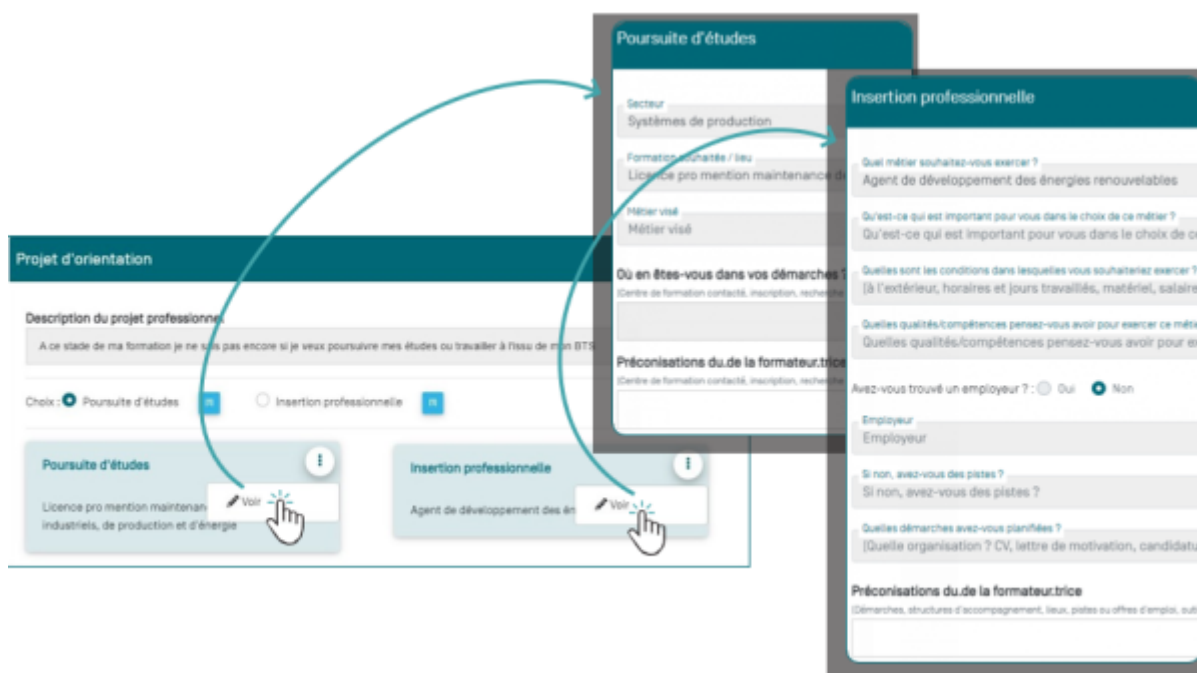 Poursuite d'études
Secteur
Systèmes de production
Formation souhaitée / lieu
Licence pro mention maintenance
Métier visé
Métier visé
Où en êtes-vous dans vos démarches ?
(Centre de formation contacté, inscription, recherche
Préconisations du.de la formateur.trice
(Centre de formation contacté, inscription, recherche
Insertion professionnelle
Quel métier souhaitez-vous exercer ?
Agent de développement des énergies renouvelables
Qu'est-ce qui est important pour vous dans le choix de ce métier ?
Qu'est-ce qui est important pour vous dans le choix de
Quelles sont les conditions dans lesquelles vous souhaiteriez exercer ?
(à l'extérieur, horaires et jours travaillés, matériel, salaire
Quelles qualités/compétences pensez-vous avoir pour exercer ce
Quelles qualités/compétences pensez-vous avoir pour
Avez-vous trouvé un employeur ? : Oui Non
Employeur
Employeur
Si non, avez-vous des pistes ?
Si non, avez-vous des pistes ?
Quelles démarches avez-vous planifiées ?
(Quelle organisation ? CV, lettre de motivation,
Préconisations du.de la formateur.trice
(Démarches, structures d'accompagnement, lieux, pistes ou offres d'emploi,
Projet d'orientation
Description du projet professionnel
A ce stade de ma formation je ne sais pas encore si je veux poursuivre mes études ou travailler à l'issu de mon BTS
Choix : Poursuite d'études Insertion professionnelle
Poursuite d'études
Licence pro mention
industriels, de production et d'énergie
Voir
Insertion professionnelle
Agent de développement des
Voir